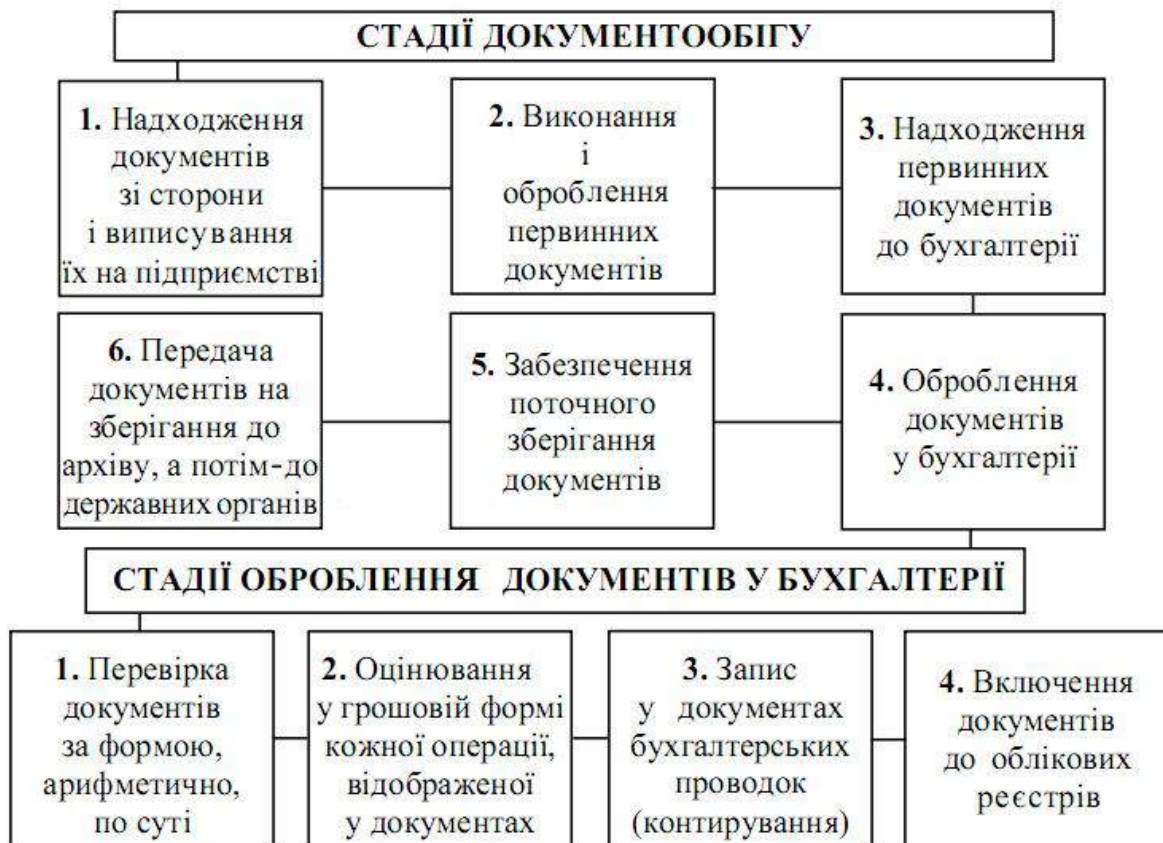 СТАДІЇ ДОКУМЕНТООБІГУ
1. Надходження
документів
зі сторони
і виписування
їх на підприємстві
2. Виконання
і
оброблення
первинних
документів
3. Надходження
первинних
документів
до бухгалтерії
6. Передача
документів на
зберігання до
архіву, а потім-до
державних органів
5. Забезпечення
поточного
зберігання
документів
4. Оброблення
документів
у бухгалтерії
СТАДІЇ ОБРОБЛЕННЯ ДОКУМЕНТІВ У БУХГАЛТЕРІЇ
1. Перевірка
документів
за формою,
арифметично,
по суті
2. Оцінювання
у грошовій формі
кожної операції,
відображеної
у документах
3. Запис
у документах
бухгалтерських
проводок
(контирування)
4. Включення
документів
до облікових
реєстрів